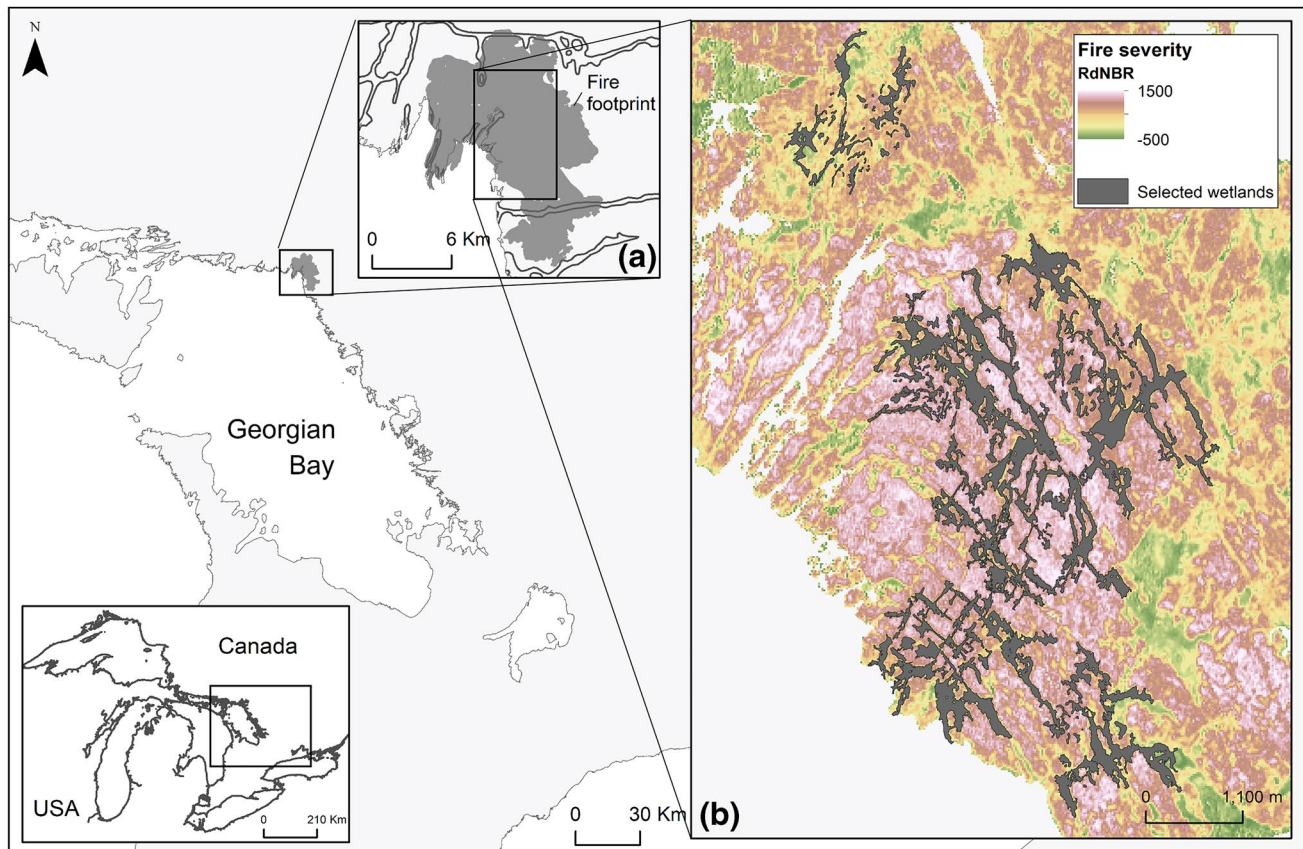 N
Fire
footprint
0 6 Km
(a)
Fire severity
RdNBR
1500
-500
Selected wetlands
Georgian
Bay
Canada
USA
0 210 Km
0 30 Km
(b)
0 1,100 m